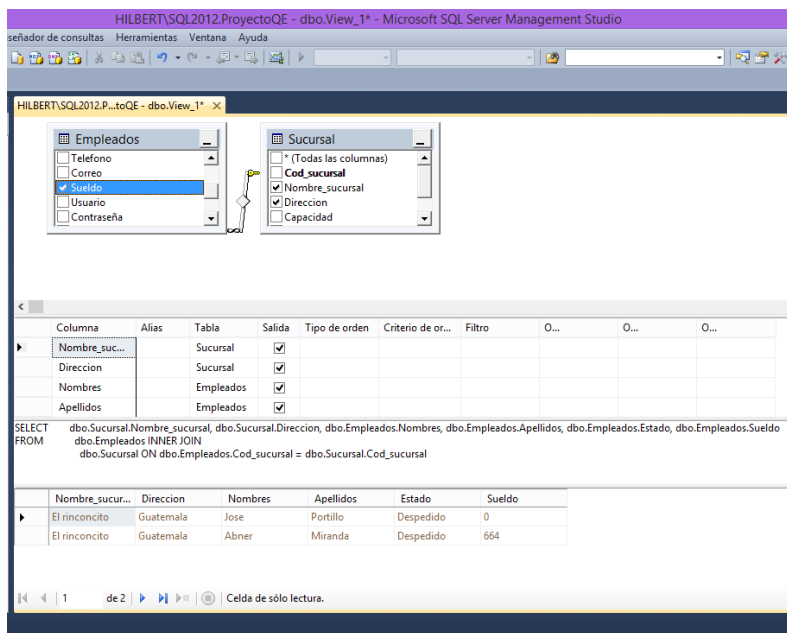 HILBERT\SQL2012.ProyectoQE - dbo.View_1* - Microsoft SQL Server Management Studio
señador de consultas Herramientas Ventana Ayuda
HILBERT\SQL2012.P...toQE - dbo.View_1* ×
Empleados
Telefono
Correo
Sueldo
Usuario
Contraseña
Sucursal
* (Todas las columnas)
Cod_sucursal
Nombre_sucursal
Direccion
Capacidad
Columna Alias Tabla Salida Tipo de orden Criterio de or... Filtro O... O... O...
Nombre_suc... Sucursal
Direccion Sucursal
Nombres Empleados
Apellidos Empleados
SELECT dbo.Sucursal.Nombre_sucursal, dbo.Sucursal.Direccion, dbo.Empleados.Nombres, dbo.Empleados.Apellidos, dbo.Empleados.Estado, dbo.Empleados.Sueldo
FROM dbo.Empleados INNER JOIN
dbo.Sucursal ON dbo.Empleados.Cod_sucursal = dbo.Sucursal.Cod_sucursal
Nombre_sucur... Direccion Nombres Apellidos Estado Sueldo
El rinconcito Guatemala Jose Portillo Despedido 0
El rinconcito Guatemala Abner Miranda Despedido 664
1 de 2 Celda de sólo lectura.